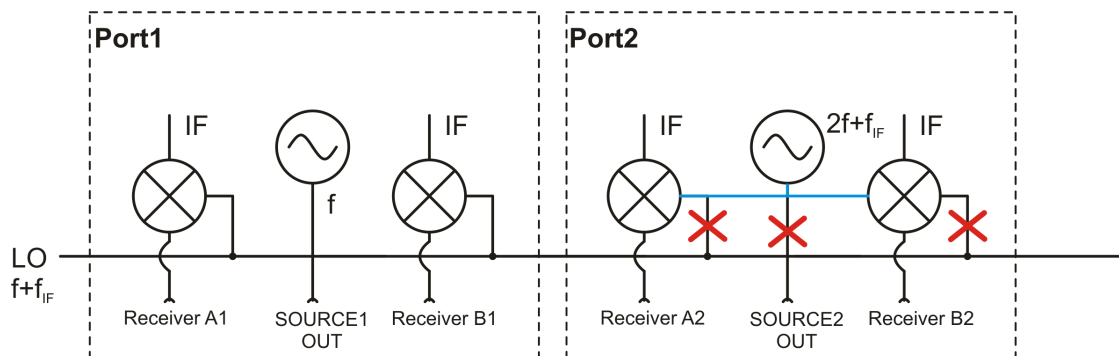 Port1
Port2
IF
IF
IF
2f+fIF
IF
f
LO
f+fIF
Receiver A1
SOURCE1
OUT
Receiver B1
Receiver A2
SOURCE2
OUT
Receiver B2